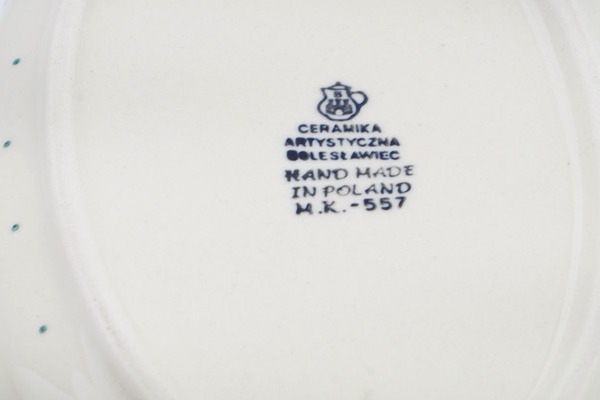 B
CERAMIKA
ARTYSTYCZNA
BOLESŁAWIEC
HAND MADE
IN POLAND
M.K.-557